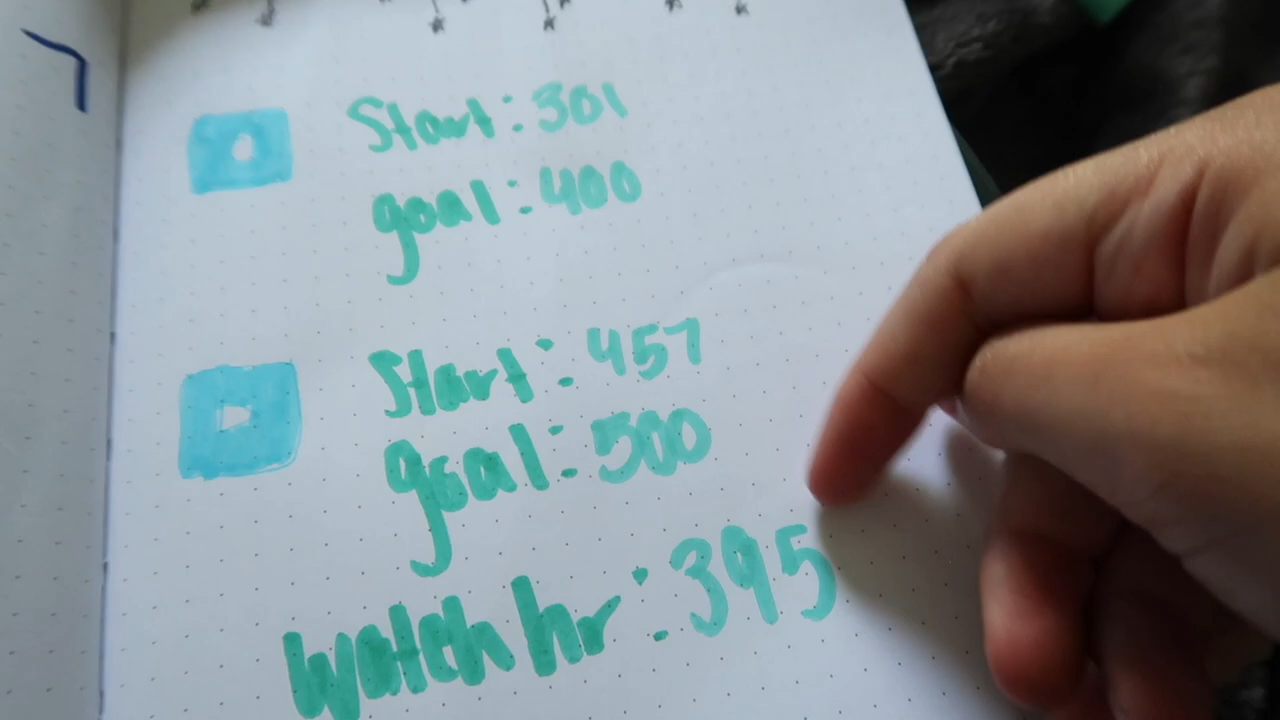 Start: 301
goal: 400
Start: 457
goal: 500
watch hr: 395